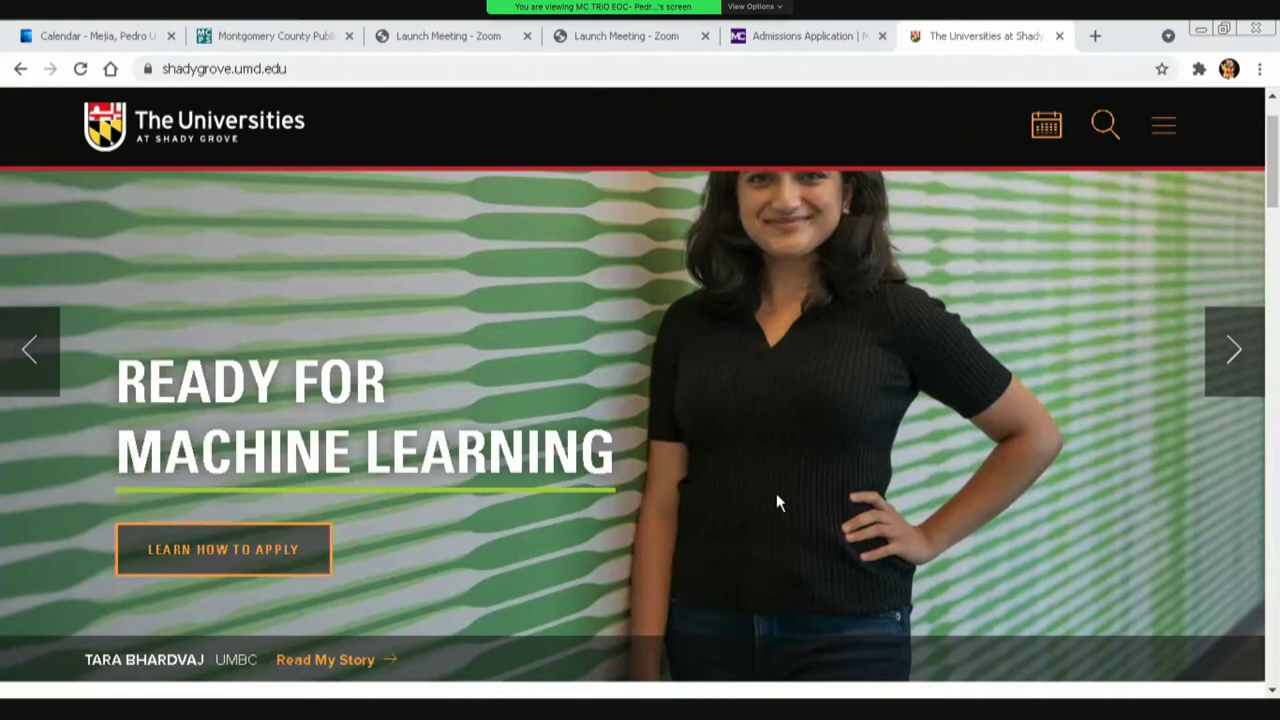 You are viewing MC TRiO EOC- Pedr...'s screen
View Options
Calendar - Mejia, Pedro U
Montgomery County Publi
Launch Meeting - Zoom
Launch Meeting - Zoom
MC
Admissions Application | M
The Universities at Shady
shadygrove.umd.edu
The Universities
AT SHADY GROVE
READY FOR
MACHINE LEARNING
LEARN HOW TO APPLY
TARA BHARDVAJ UMBC Read My Story →